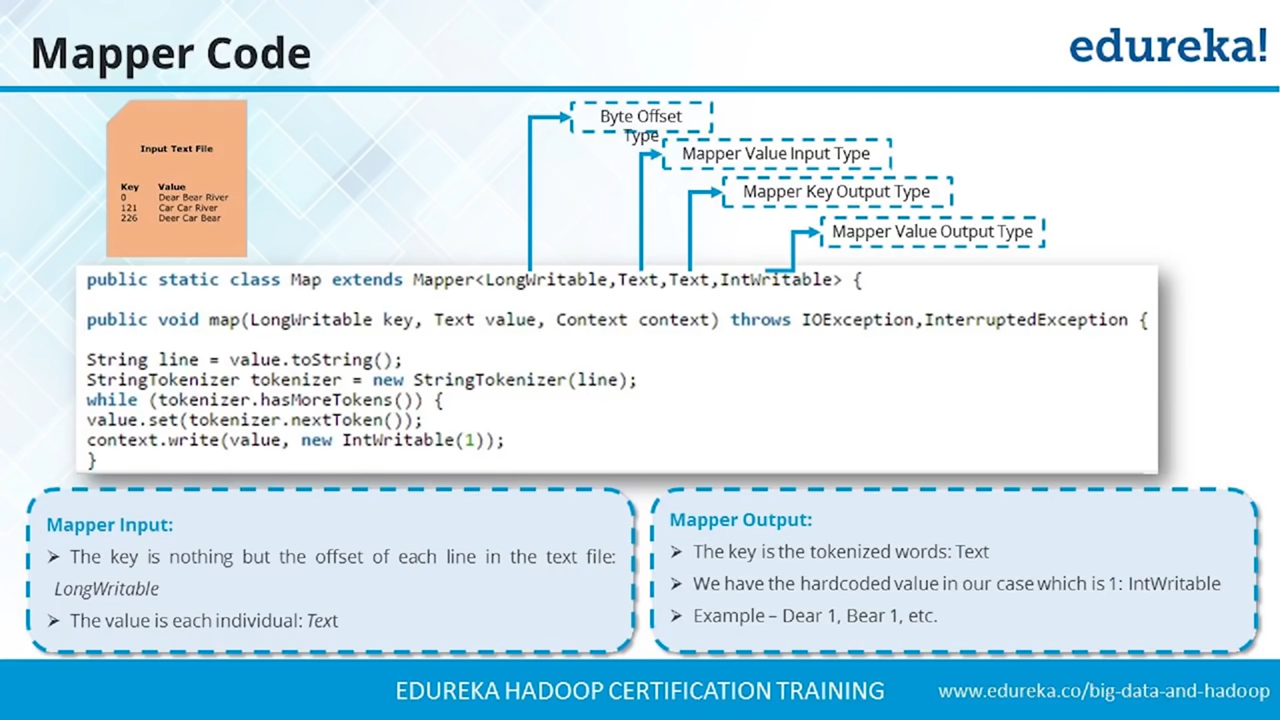 Mapper Code
edureka!
Input Text File
Key Value
0 Dear Bear River
121 Car Car River
226 Deer Car Bear
Byte Offset
Type
Mapper Value Input Type
Mapper Key Output Type
Mapper Value Output Type
public static class Map extends Mapper<LongWritable,Text,Text,IntWritable> {
public void map(LongWritable key, Text value, Context context) throws IOException,InterruptedException {
String line = value.toString();
StringTokenizer tokenizer = new StringTokenizer(line);
while (tokenizer.hasMoreTokens()) {
value.set(tokenizer.nextToken());
context.write(value, new IntWritable(1));
}
Mapper Input:
➢ The key is nothing but the offset of each line in the text file:
LongWritable
➢ The value is each individual: Text
Mapper Output:
➢ The key is the tokenized words: Text
➢ We have the hardcoded value in our case which is 1: IntWritable
➢ Example – Dear 1, Bear 1, etc.
EDUREKA HADOOP CERTIFICATION TRAINING
www.edureka.co/big-data-and-hadoop